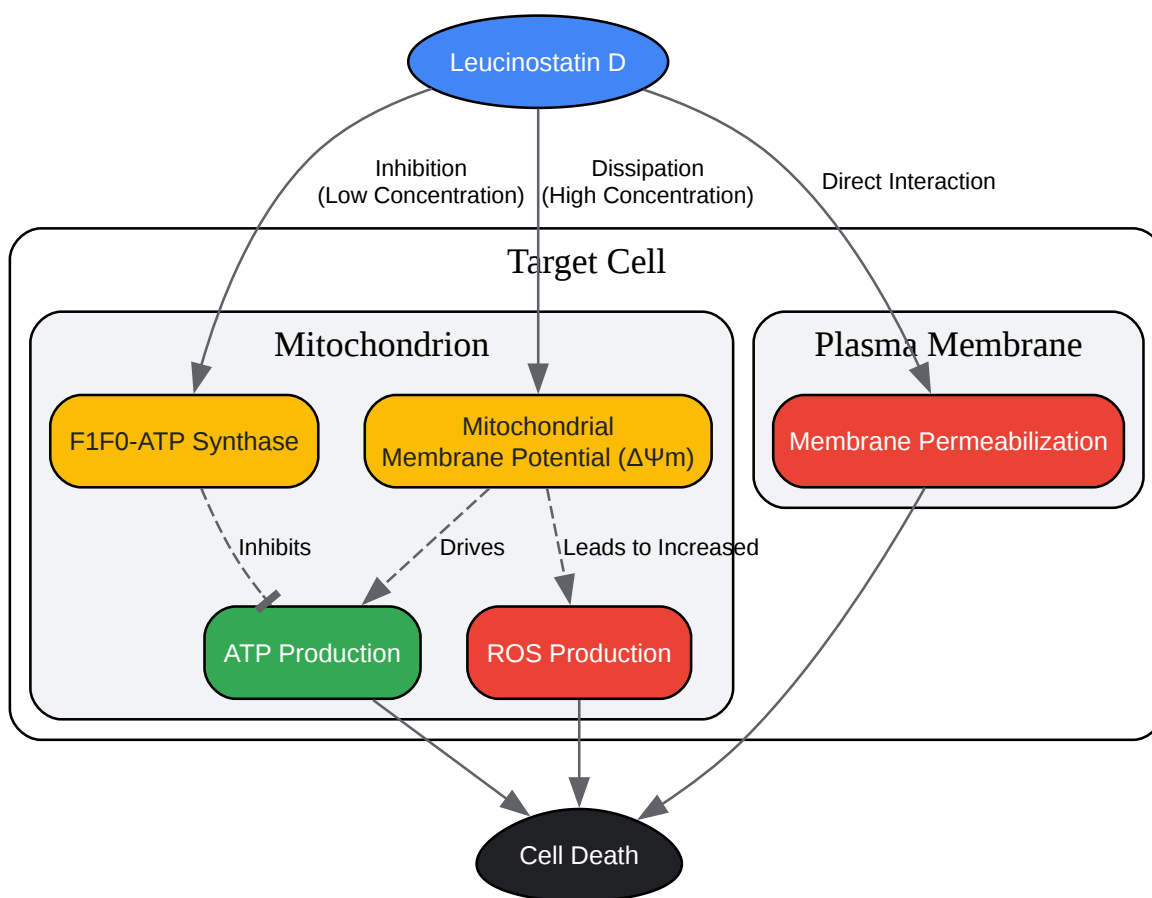 Leucinostatin D
Inhibition
(Low Concentration)
Dissipation
(High Concentration)
Direct Interaction
Target Cell
Mitochondrion
Plasma Membrane
F1F0-ATP Synthase
Mitochondrial
Membrane Potential (ΔΨm)
Membrane Permeabilization
Inhibits
Drives
Leads to Increased
ATP Production
ROS Production
Cell Death